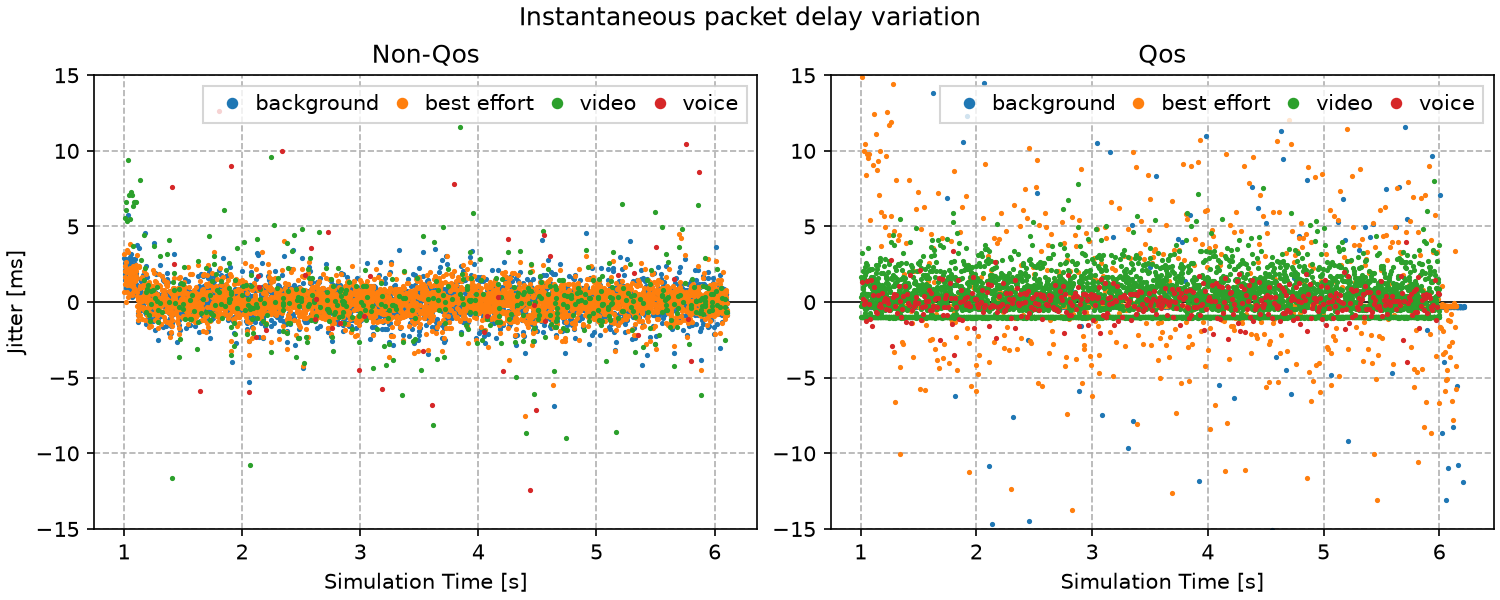 Instantaneous packet delay variation
Non-Qos
background best effort video voice
Jitter [ms]
15
10
5
0
−5
−10
−15
1 2 3 4 5 6
Simulation Time [s]
Qos
background best effort video voice
15
10
5
0
−5
−10
−15
1 2 3 4 5 6
Simulation Time [s]